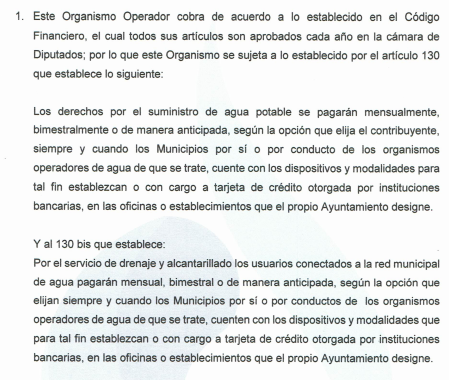 1. Este Organismo Operador cobra de acuerdo a lo establecido en el Código
Financiero, el cual todos sus artículos son aprobados cada año en la cámara de
Diputados; por lo que este Organismo se sujeta a lo establecido por el artículo 130
que establece lo siguiente:
Los derechos por el suministro de agua potable se pagarán mensualmente,
bimestralmente o de manera anticipada, según la opción que elija el contribuyente,
siempre y cuando los Municipios por sí o por conducto de los organismos
operadores de agua de que se trate, cuente con los dispositivos y modalidades para
tal fin establezcan o con cargo a tarjeta de crédito otorgada por instituciones
bancarias, en las oficinas o establecimientos que el propio Ayuntamiento designe.
Y al 130 bis que establece:
Por el servicio de drenaje y alcantarillado los usuarios conectados a la red municipal
de agua pagarán mensual, bimestral o de manera anticipada, según la opción que
elijan siempre y cuando los Municipios por sí o por conductos de los organismos
operadores de agua de que se trate, cuenten con los dispositivos y modalidades que
para tal fin establezcan o con cargo a tarjeta de crédito otorgada por instituciones
bancarias, en las oficinas o establecimientos que el propio Ayuntamiento designe.